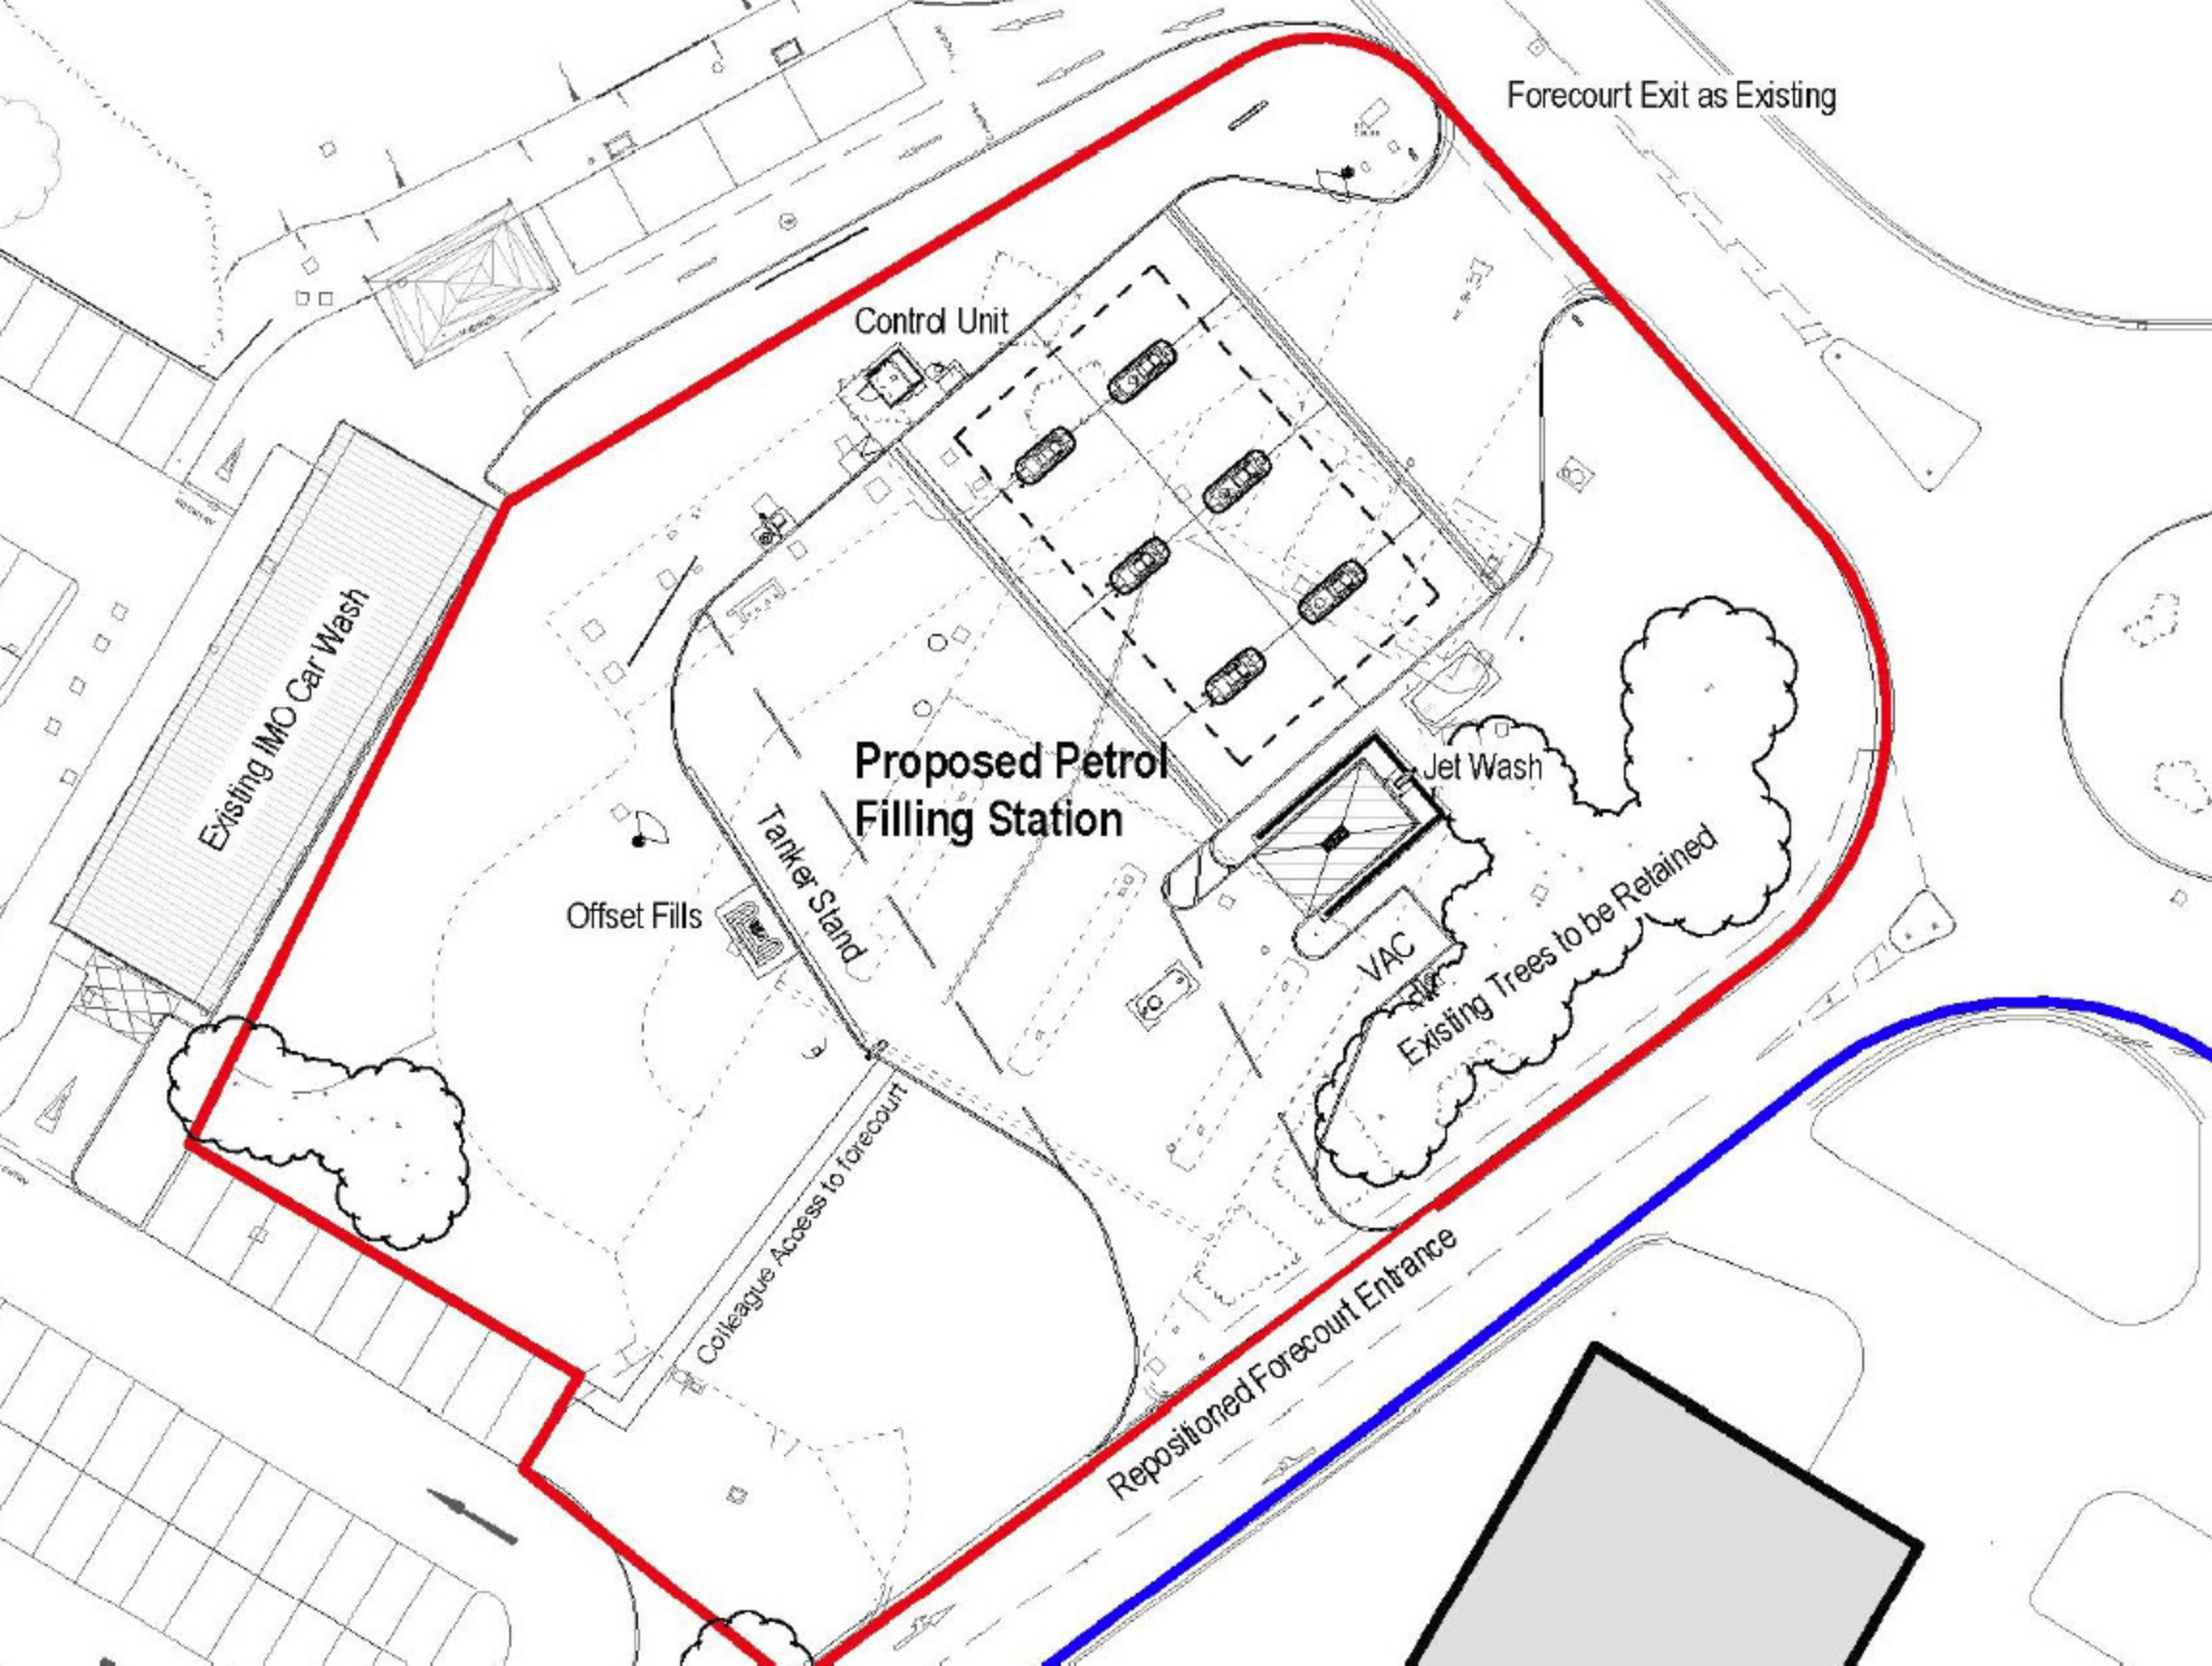 Forecourt Exit as Existing
Control Unit
Existing IMO Car Wash
Proposed Petrol
Filling Station
Jet Wash
Tanker Stand
Offset Fills
VAC
Existing Trees to be Retained
Colleague Access to forecourt
Repositioned Forecourt Entrance